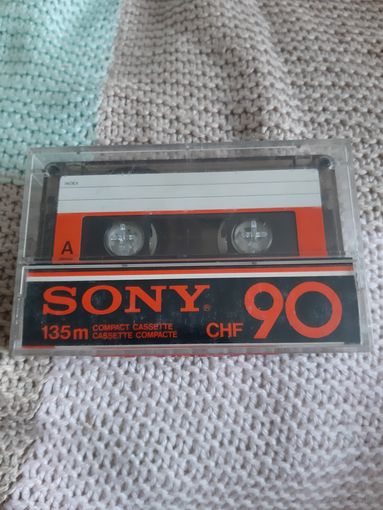 INDEX
A
SONY®
135m COMPACT CASSETTE
CASSETTE COMPACTE
CHF 90